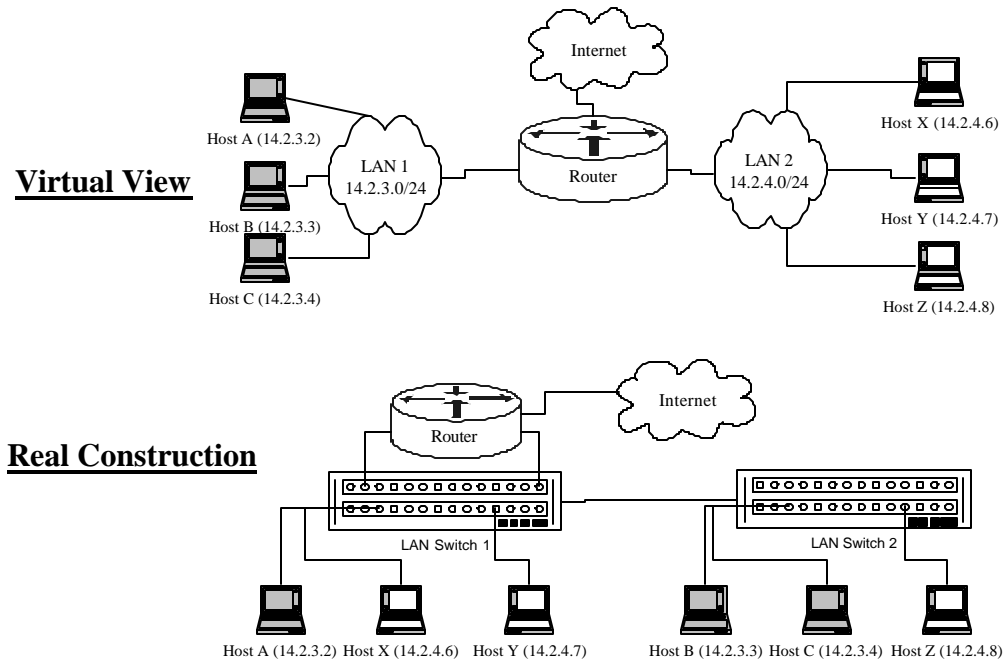 Internet
Host A (14.2.3.2)
Host X (14.2.4.6)
LAN 1
14.2.3.0/24
Router
LAN 2
14.2.4.0/24
Virtual View
Host B (14.2.3.3)
Host Y (14.2.4.7)
Host C (14.2.3.4)
Host Z (14.2.4.8)
Internet
Router
Real Construction
LAN Switch 1
LAN Switch 2
Host A (14.2.3.2) Host X (14.2.4.6) Host Y (14.2.4.7) Host B (14.2.3.3) Host C (14.2.3.4) Host Z (14.2.4.8)